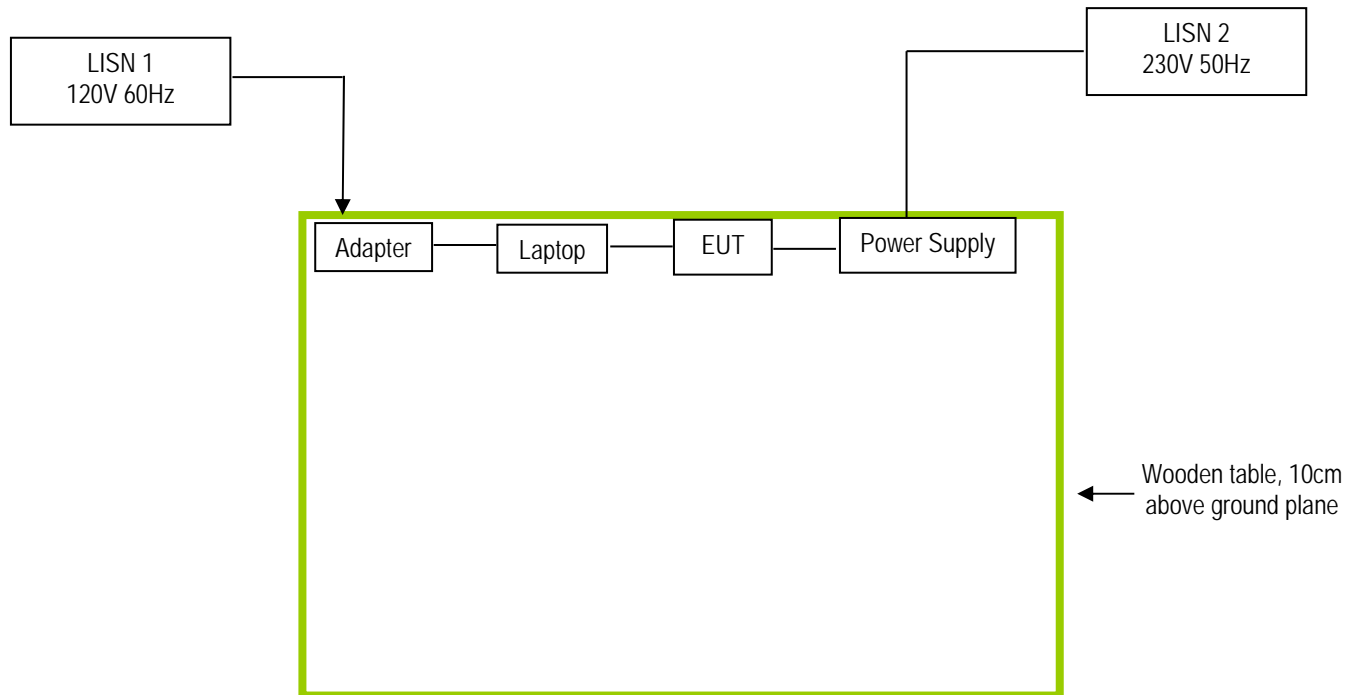 LISN 1
120V 60Hz
LISN 2
230V 50Hz
Adapter
Laptop
EUT
Power Supply
Wooden table, 10cm
above ground plane